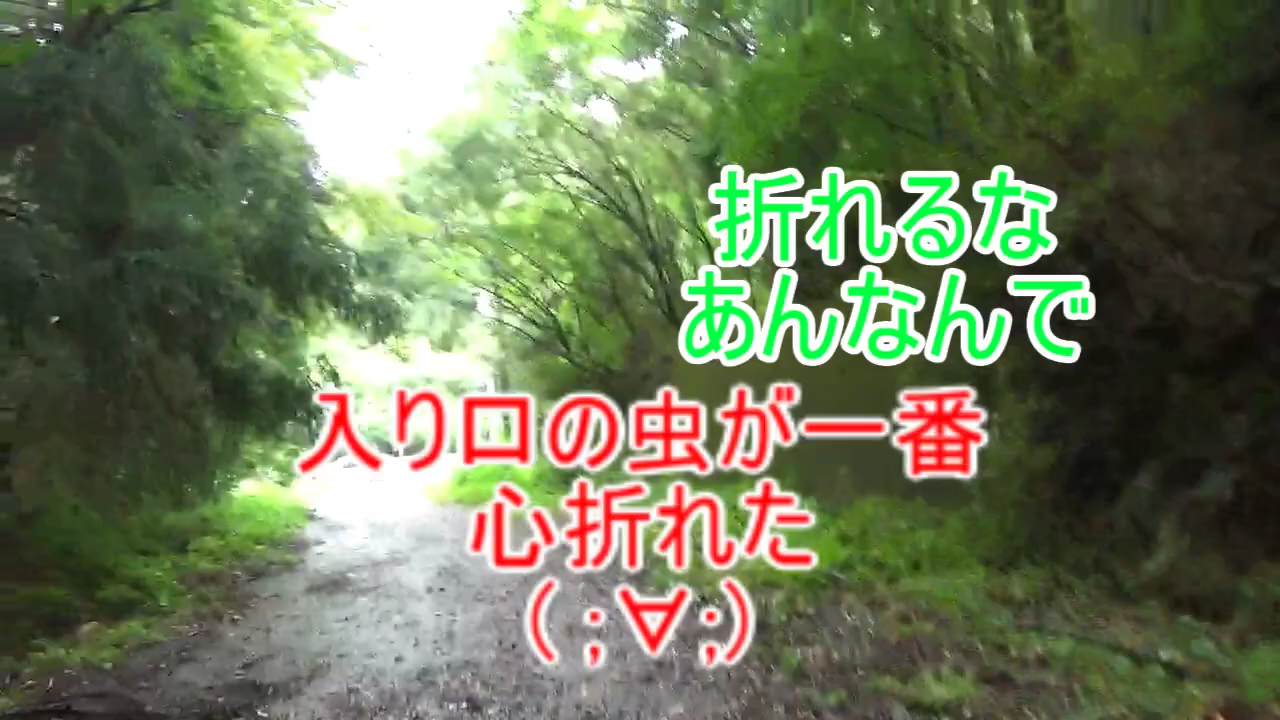 折れるな
あんなんで
入り口の虫が一番
心折れた
( ;∀;)